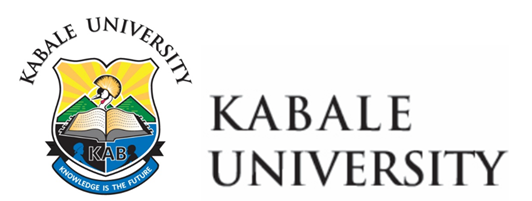 KABALE UNIVERSITY
KAB
KNOWLEDGE IS THE FUTURE
KABALE
UNIVERSITY